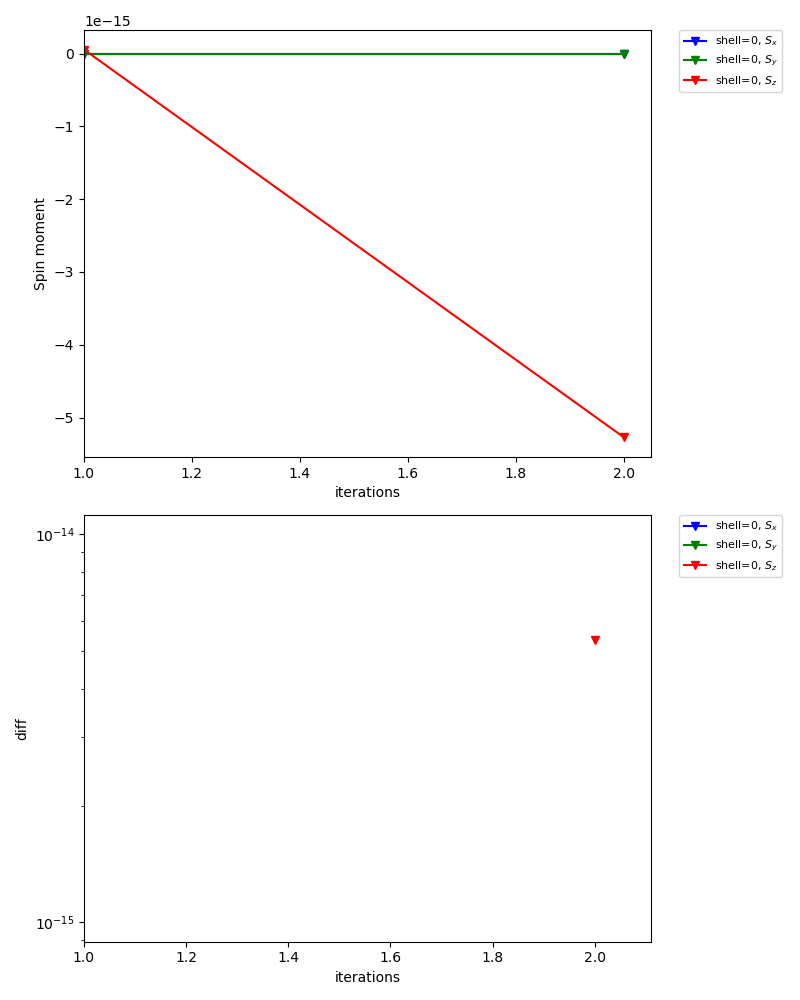 1e−15
0
−1
−2
−3
−4
−5
Spin moment
1.0 1.2 1.4 1.6 1.8 2.0
iterations
shell=0, Sₓ
shell=0, S_y
shell=0, S_z
10⁻¹⁴
10⁻¹⁵
diff
1.0 1.2 1.4 1.6 1.8 2.0
iterations
shell=0, Sₓ
shell=0, S_y
shell=0, S_z